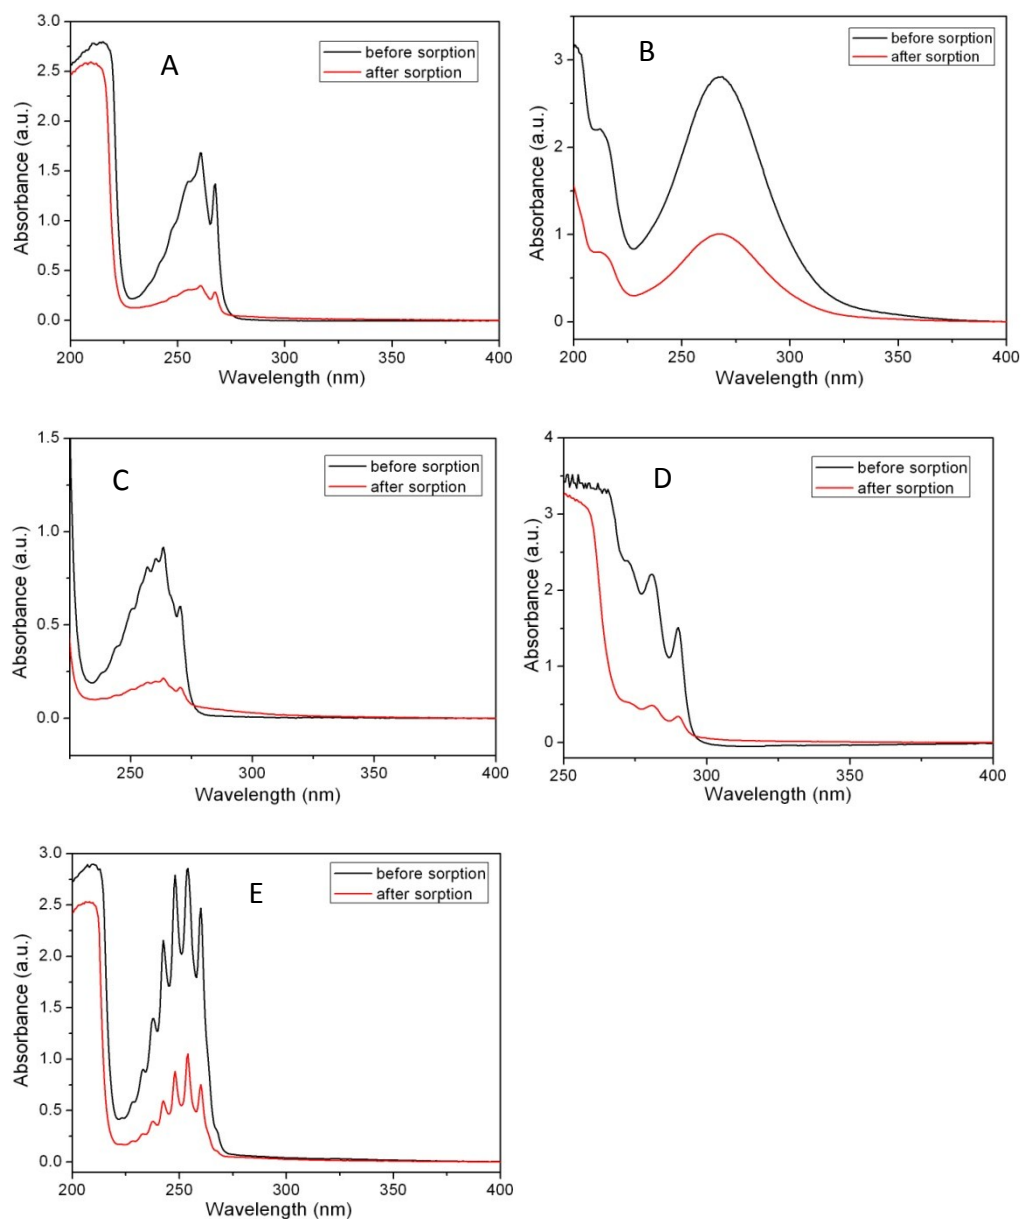 A
before sorption
after sorption
Absorbance (a.u.)
3.0
2.5
2.0
1.5
1.0
0.5
0.0
200 250 300 350 400
Wavelength (nm)
B
before sorption
after sorption
Absorbance (a.u.)
3
2
1
0
200 250 300 350 400
Wavelength (nm)
C
before sorption
after sorption
Absorbance (a.u.)
1.5
1.0
0.5
0.0
250 300 350 400
Wavelength (nm)
D
before sorption
after sorption
Absorbance (a.u.)
4
3
2
1
0
250 300 350 400
Wavelength (nm)
E
before sorption
after sorption
Absorbance (a.u.)
3.0
2.5
2.0
1.5
1.0
0.5
0.0
200 250 300 350 400
Wavelength (nm)